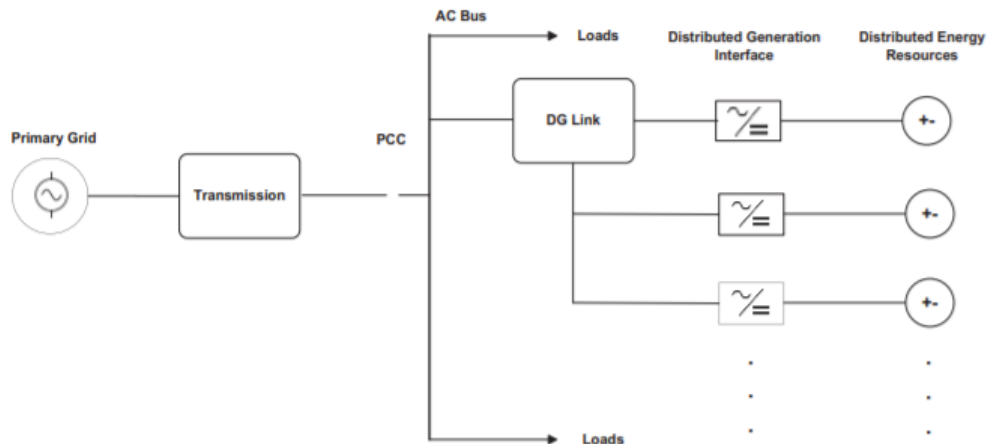 AC Bus
Loads
Distributed Generation
Interface
Distributed Energy
Resources
Primary Grid
PCC
DG Link
+-
Transmission
+-
+-
Loads